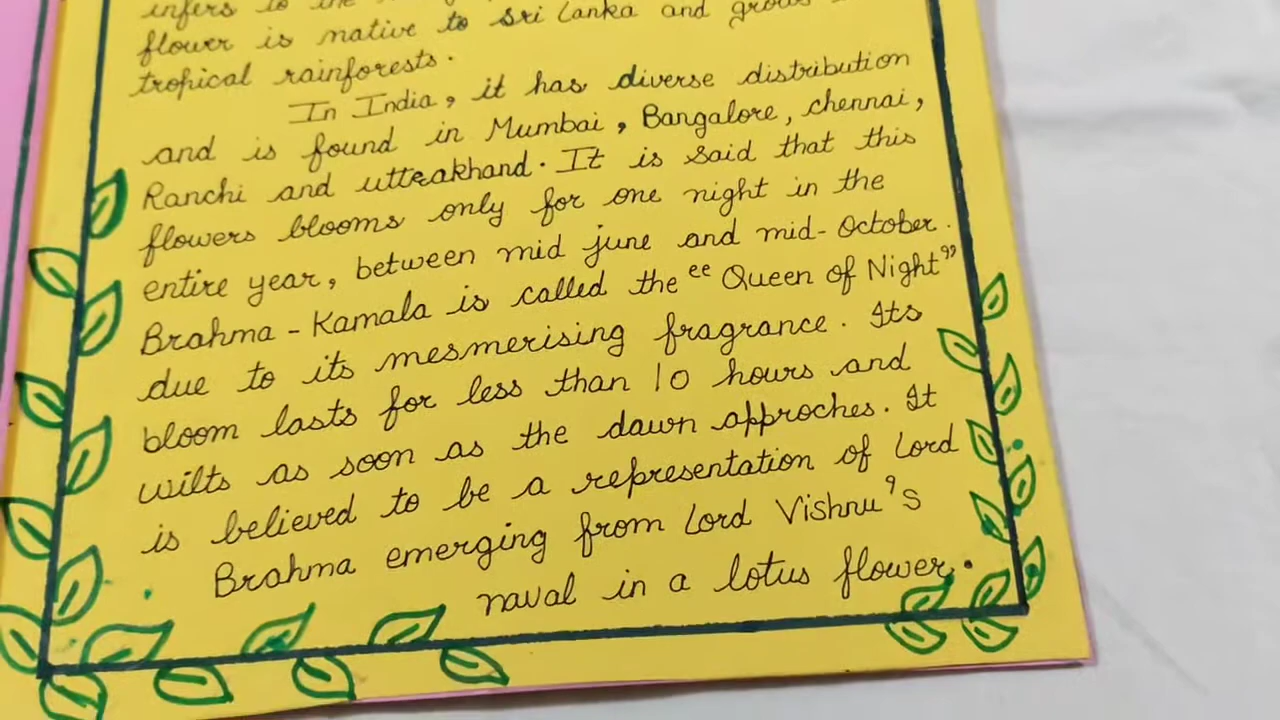 infers to the
flower is native to Sri Lanka and
tropical rainforests.
In India, it has diverse distribution
and is found in Mumbai, Bangalore, chennai,
Ranchi and uttrakhand. It is said that this
flowers blooms only for one night in the
entire year, between mid june and mid-October.
Brahma-Kamala is called the "Queen of Night"
due to its mesmerising fragrance. Its
bloom lasts for less than 10 hours and
wilts as soon as the dawn approches. It
is believed to be a representation of Lord
Brahma emerging from Lord Vishnu's
naval in a lotus flower.